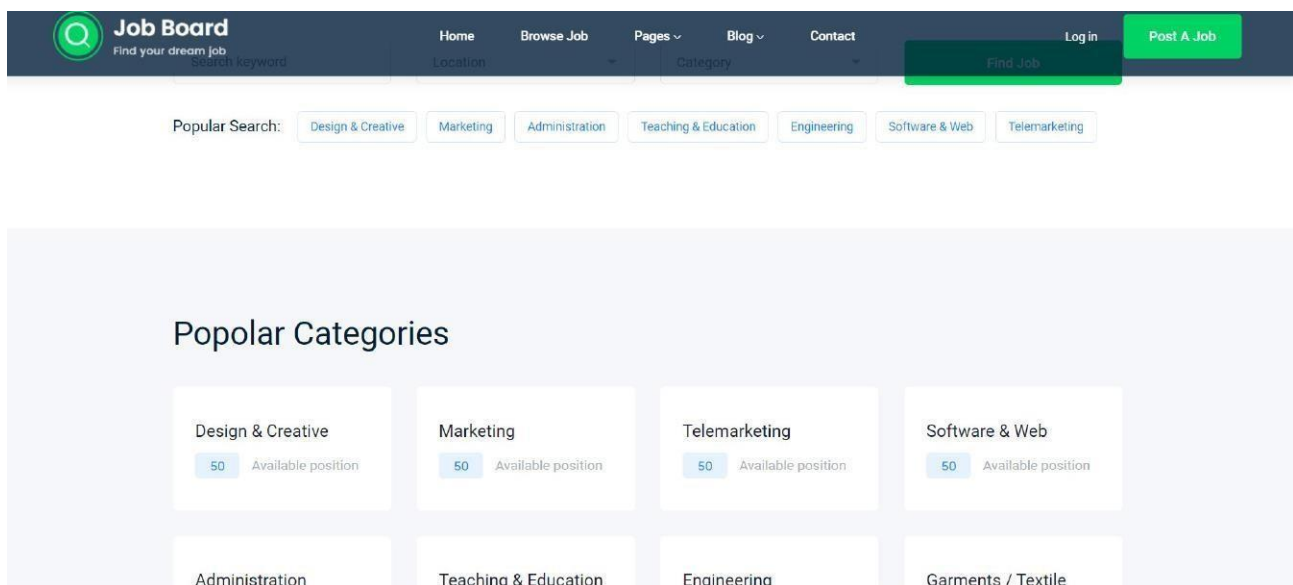 Job Board
Find your dream job
Home Browse Job Pages Blog Contact Log in Post A Job
Search keyword Location Category Find Job
Popular Search: Design & Creative Marketing Administration Teaching & Education Engineering Software & Web Telemarketing
Popolar Categories
Design & Creative Marketing Telemarketing Software & Web
50 Available position 50 Available position 50 Available position 50 Available position
Administration Teaching & Education Engineering Garments / Textile